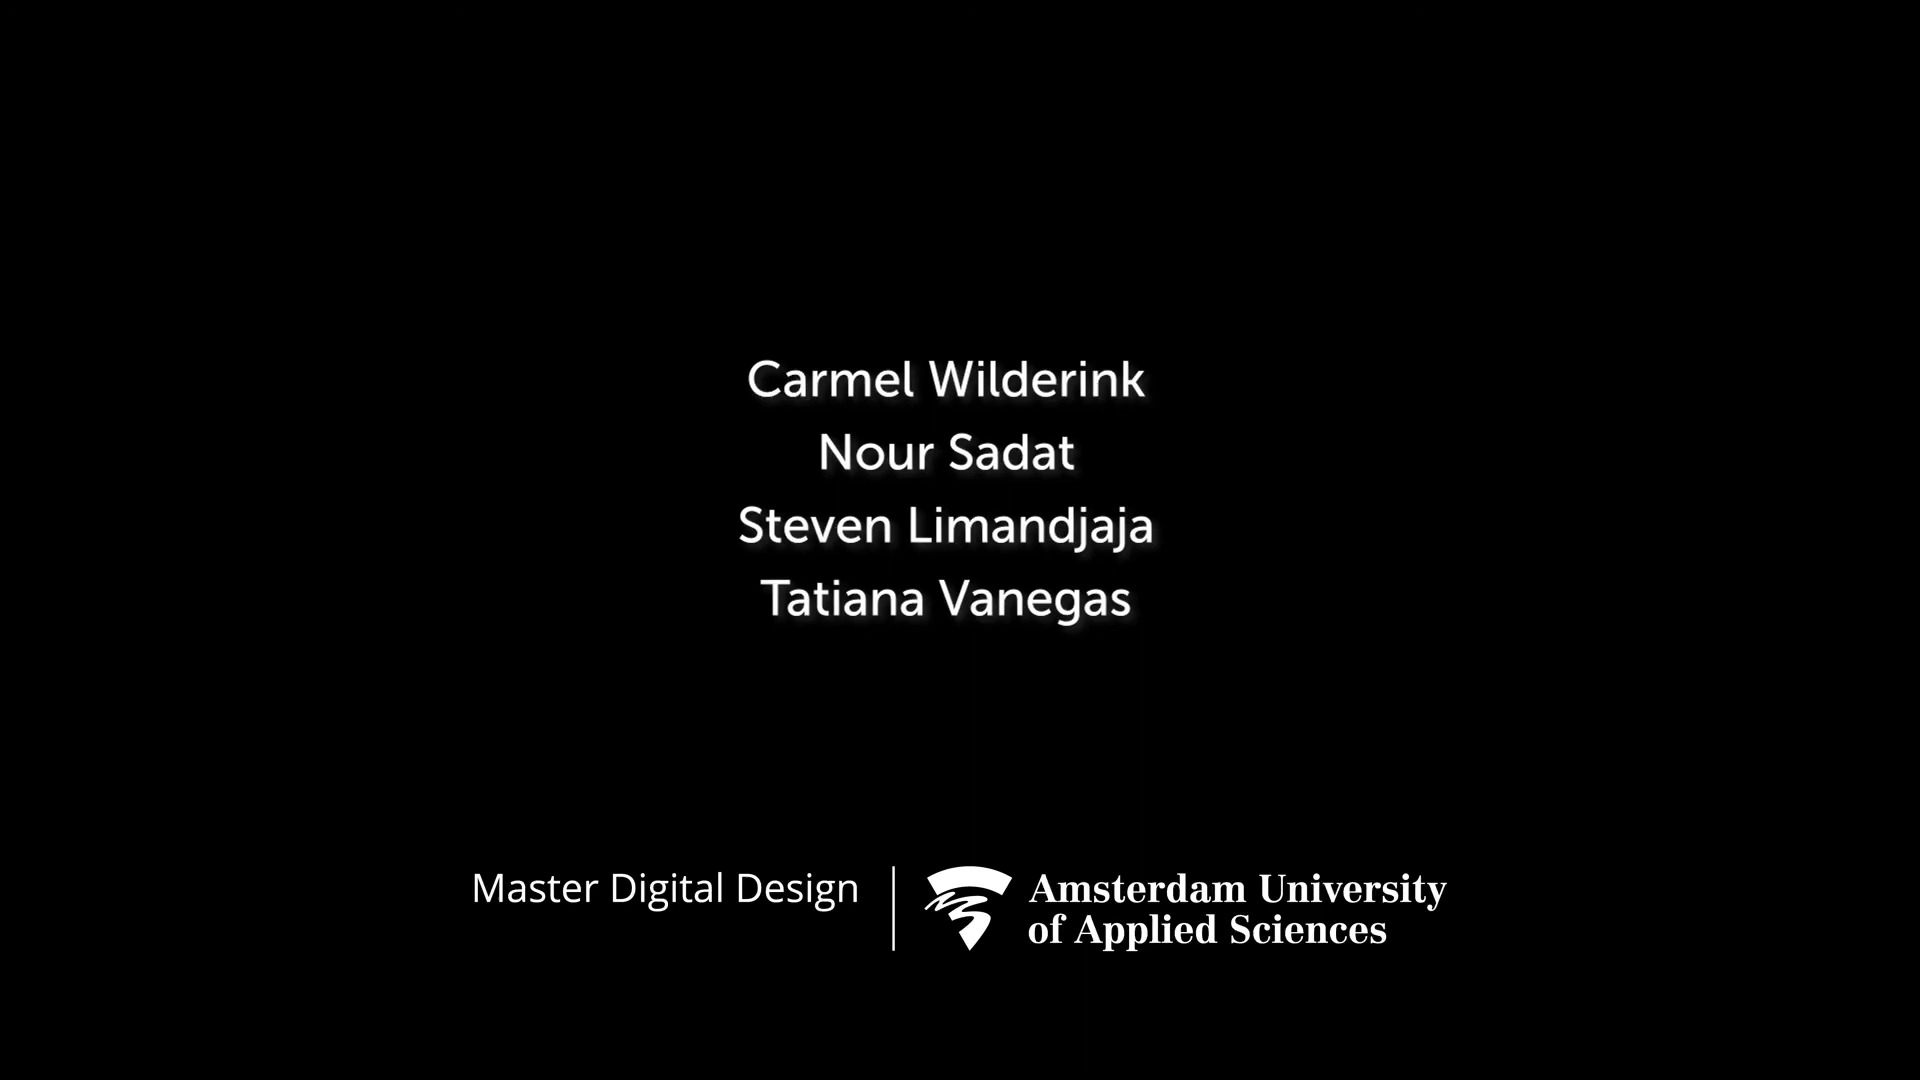 Carmel Wilderink
Nour Sadat
Steven Limandjaja
Tatiana Vanegas
Master Digital Design
Amsterdam University
of Applied Sciences